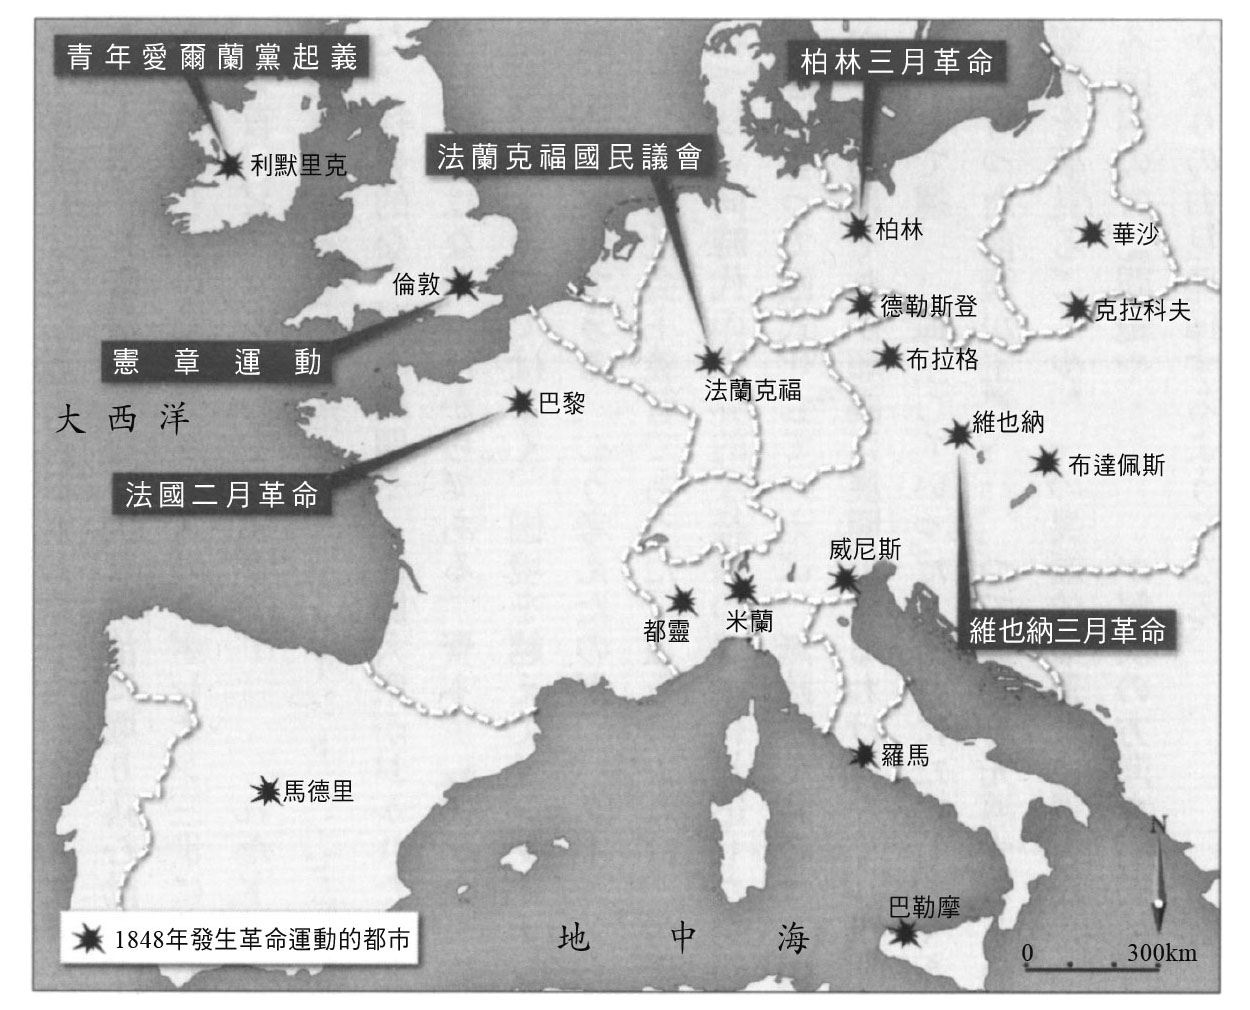 青年愛爾蘭黨起義
柏林三月革命
法蘭克福國民議會
利默里克
柏林
華沙
倫敦
德勒斯登
克拉科夫
憲章運動
布拉格
法蘭克福
大西洋
巴黎
維也納
布達佩斯
法國二月革命
威尼斯
都靈
米蘭
維也納三月革命
羅馬
馬德里
N
巴勒摩
1848年發生革命運動的都市
地中海
0 300km